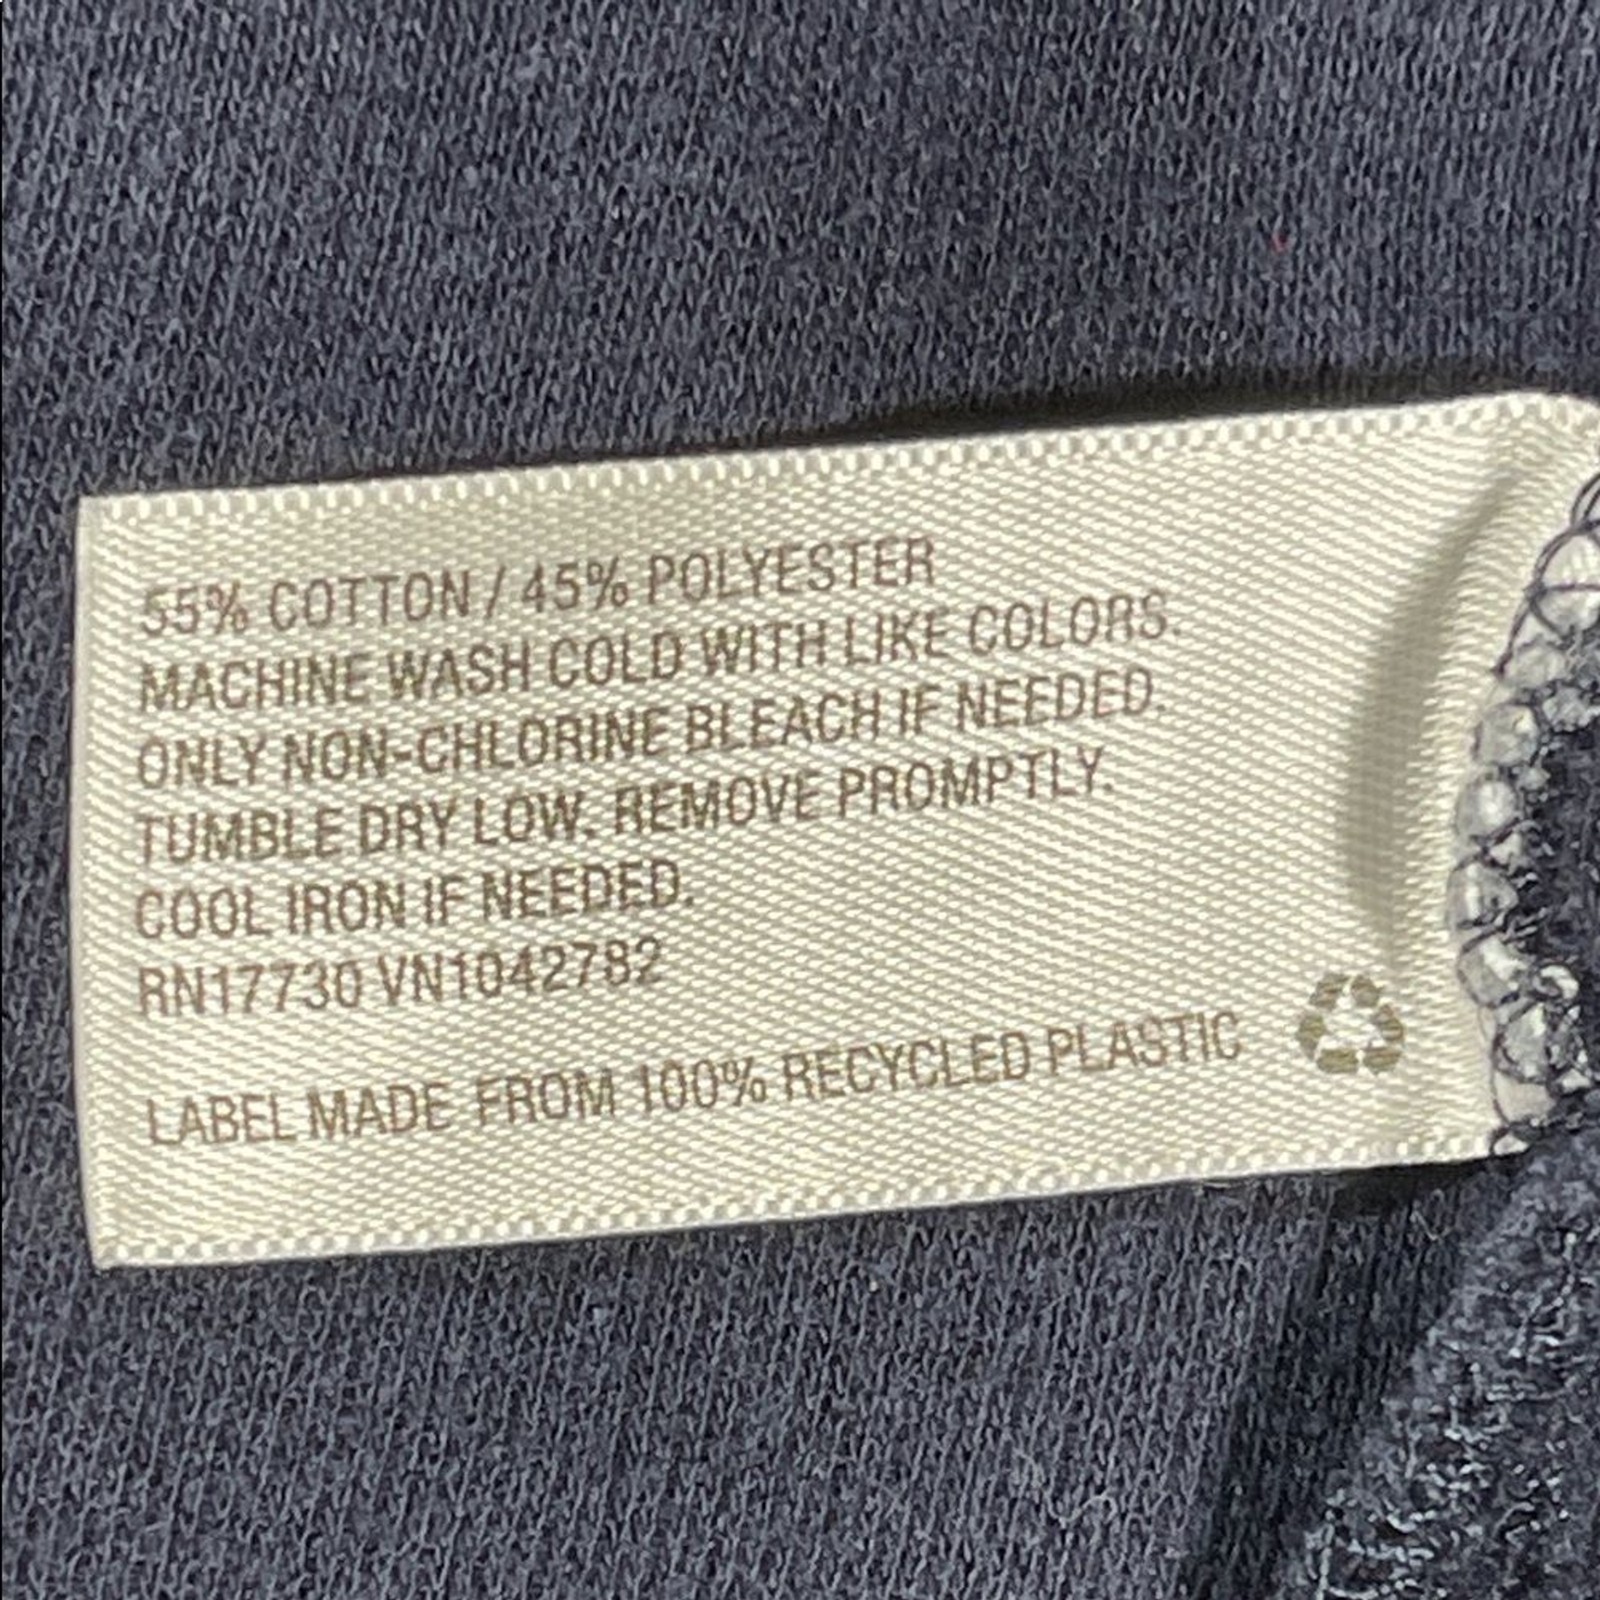 55% COTTON / 45% POLYESTER
MACHINE WASH COLD WITH LIKE COLORS.
ONLY NON-CHLORINE BLEACH IF NEEDED.
TUMBLE DRY LOW. REMOVE PROMPTLY.
COOL IRON IF NEEDED.
RN17730 VN1042782
LABEL MADE FROM 100% RECYCLED PLASTIC